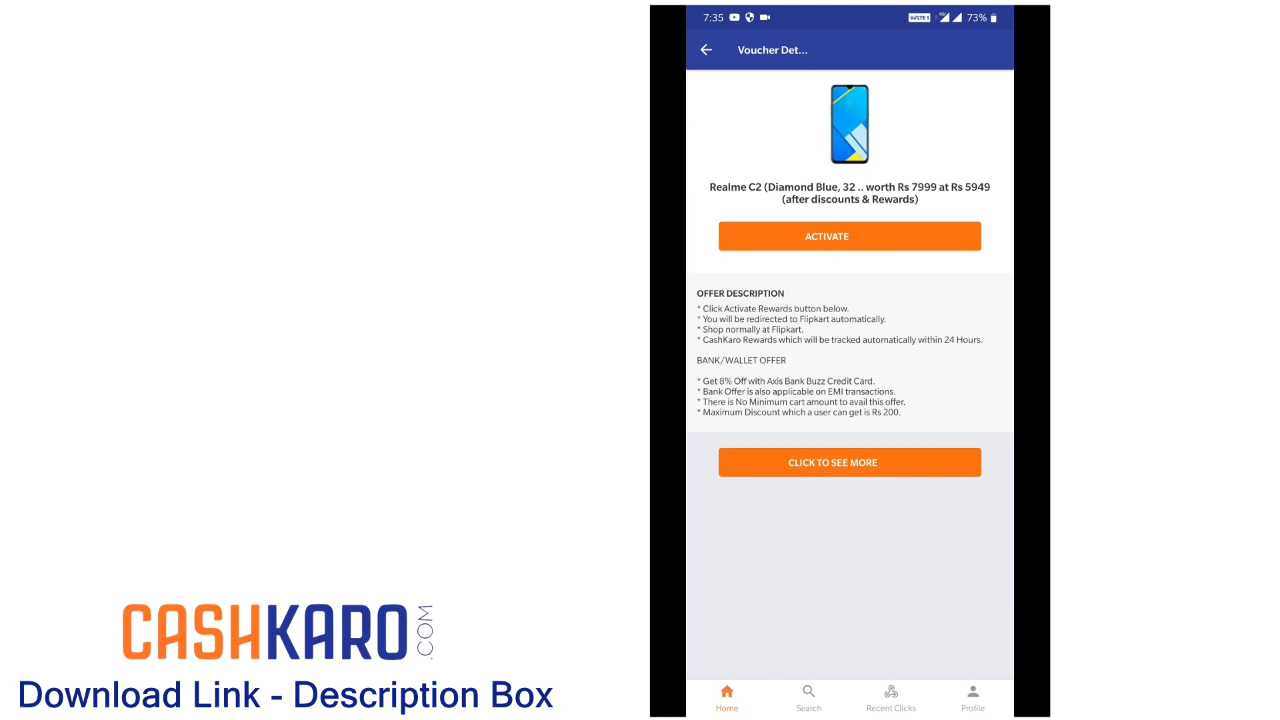 7:35
VoLTE 1
4G
73%
Voucher Det...
Realme C2 (Diamond Blue, 32 .. worth Rs 7999 at Rs 5949
(after discounts & Rewards)
ACTIVATE
OFFER DESCRIPTION
* Click Activate Rewards button below.
* You will be redirected to Flipkart automatically.
* Shop normally at Flipkart.
* CashKaro Rewards which will be tracked automatically within 24 Hours.
BANK/WALLET OFFER
* Get 8% Off with Axis Bank Buzz Credit Card.
* Bank Offer is also applicable on EMI transactions.
* There is No Minimum cart amount to avail this offer.
* Maximum Discount which a user can get is Rs 200.
CLICK TO SEE MORE
Home
Search
Recent Clicks
Profile
CASHKARO.COM
Download Link - Description Box